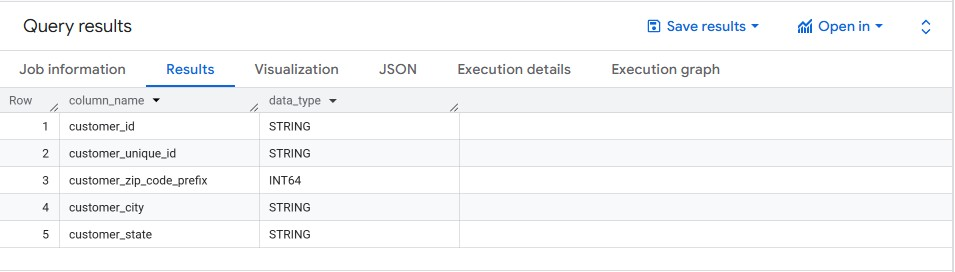 Query results Save results Open in
Job information Results Visualization JSON Execution details Execution graph
Row column_name data_type
1 customer_id STRING
2 customer_unique_id STRING
3 customer_zip_code_prefix INT64
4 customer_city STRING
5 customer_state STRING